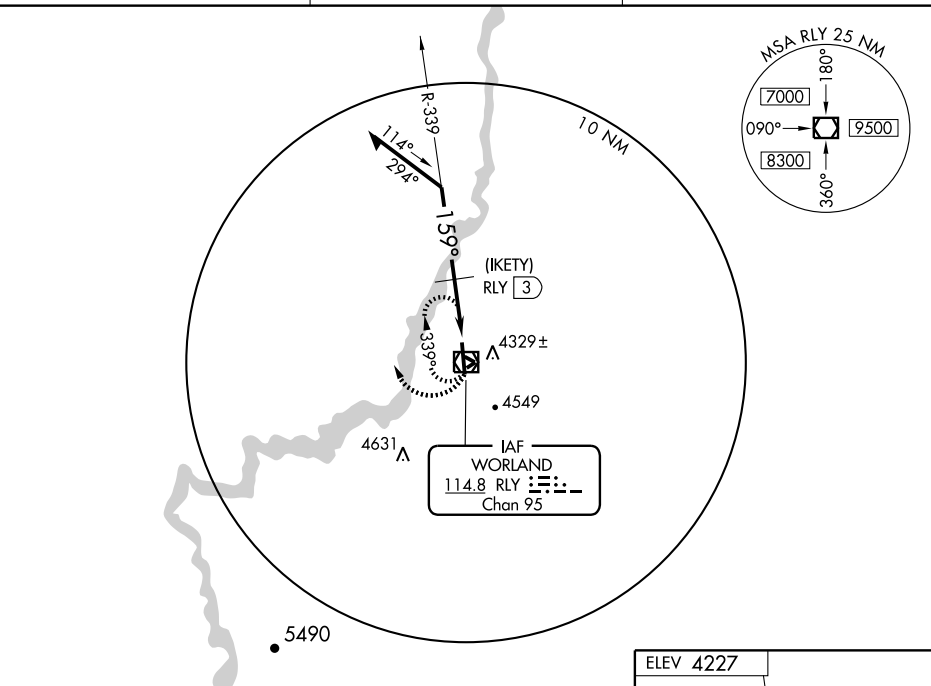 MSA RLY 25 NM
180°
7000
090°
9500
8300
360°
R-339
10 NM
114°
294°
159°
(IKETY)
RLY 3
339°
4329±
4549
4631
IAF
WORLAND
114.8 RLY
Chan 95
5490
ELEV 4227